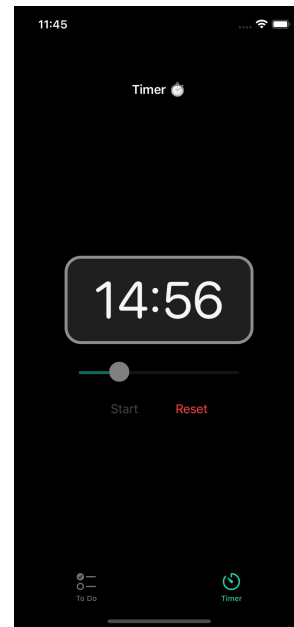 11:45
Timer ⏱
14:56
Start Reset
To Do Timer